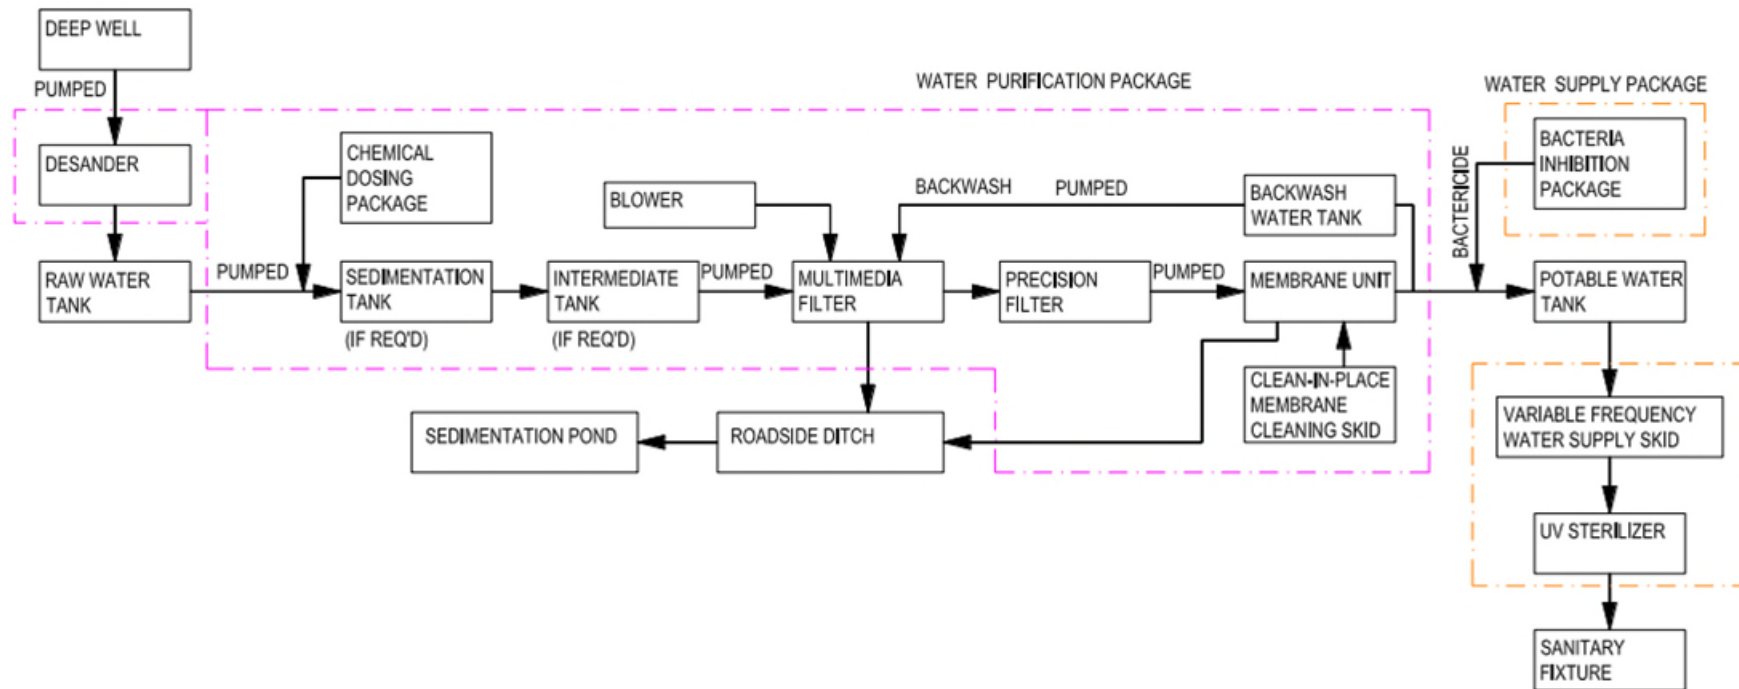 DEEP WELL
PUMPED
WATER PURIFICATION PACKAGE
WATER SUPPLY PACKAGE
DESANDER
CHEMICAL
DOSING
PACKAGE
BLOWER
BACKWASH
PUMPED
BACKWASH
WATER TANK
BACTERICIDE
BACTERIA
INHIBITION
PACKAGE
RAW WATER
TANK
PUMPED
SEDIMENTATION
TANK
(IF REQ'D)
INTERMEDIATE
TANK
(IF REQ'D)
PUMPED
MULTIMEDIA
FILTER
PRECISION
FILTER
PUMPED
MEMBRANE UNIT
POTABLE WATER
TANK
CLEAN-IN-PLACE
MEMBRANE
CLEANING SKID
SEDIMENTATION POND
ROADSIDE DITCH
VARIABLE FREQUENCY
WATER SUPPLY SKID
UV STERILIZER
SANITARY
FIXTURE